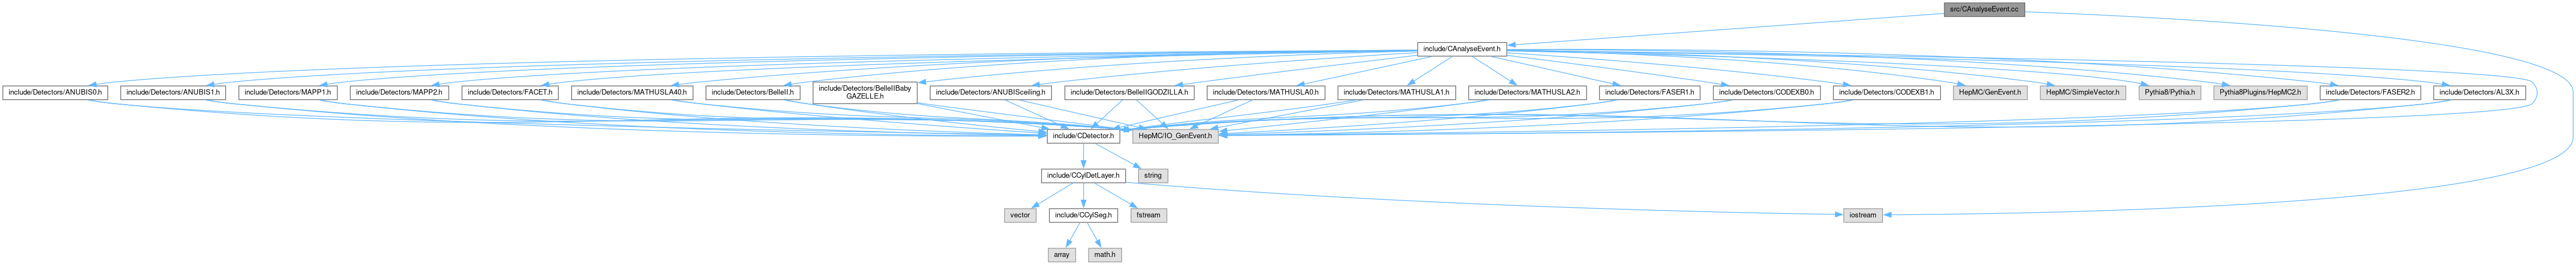 src/CAnalyseEvent.cc
include/CAnalyseEvent.h
include/Detectors/ANUBIS0.h
include/Detectors/ANUBIS1.h
include/Detectors/MAPP1.h
include/Detectors/MAPP2.h
include/Detectors/FACET.h
include/Detectors/MATHUSLA40.h
include/Detectors/BelleII.h
include/Detectors/BelleIIBaby
GAZELLE.h
include/Detectors/ANUBISceiling.h
include/Detectors/BelleIIGODZILLA.h
include/Detectors/MATHUSLA0.h
include/Detectors/MATHUSLA1.h
include/Detectors/MATHUSLA2.h
include/Detectors/FASER1.h
include/Detectors/CODEXB0.h
include/Detectors/CODEXB1.h
HepMC/GenEvent.h
HepMC/SimpleVector.h
Pythia8/Pythia.h
Pythia8Plugins/HepMC2.h
include/Detectors/FASER2.h
include/Detectors/AL3X.h
include/CDetector.h
HepMC/IO_GenEvent.h
include/CCylDetLayer.h
string
vector
include/CCylSeg.h
fstream
iostream
array
math.h